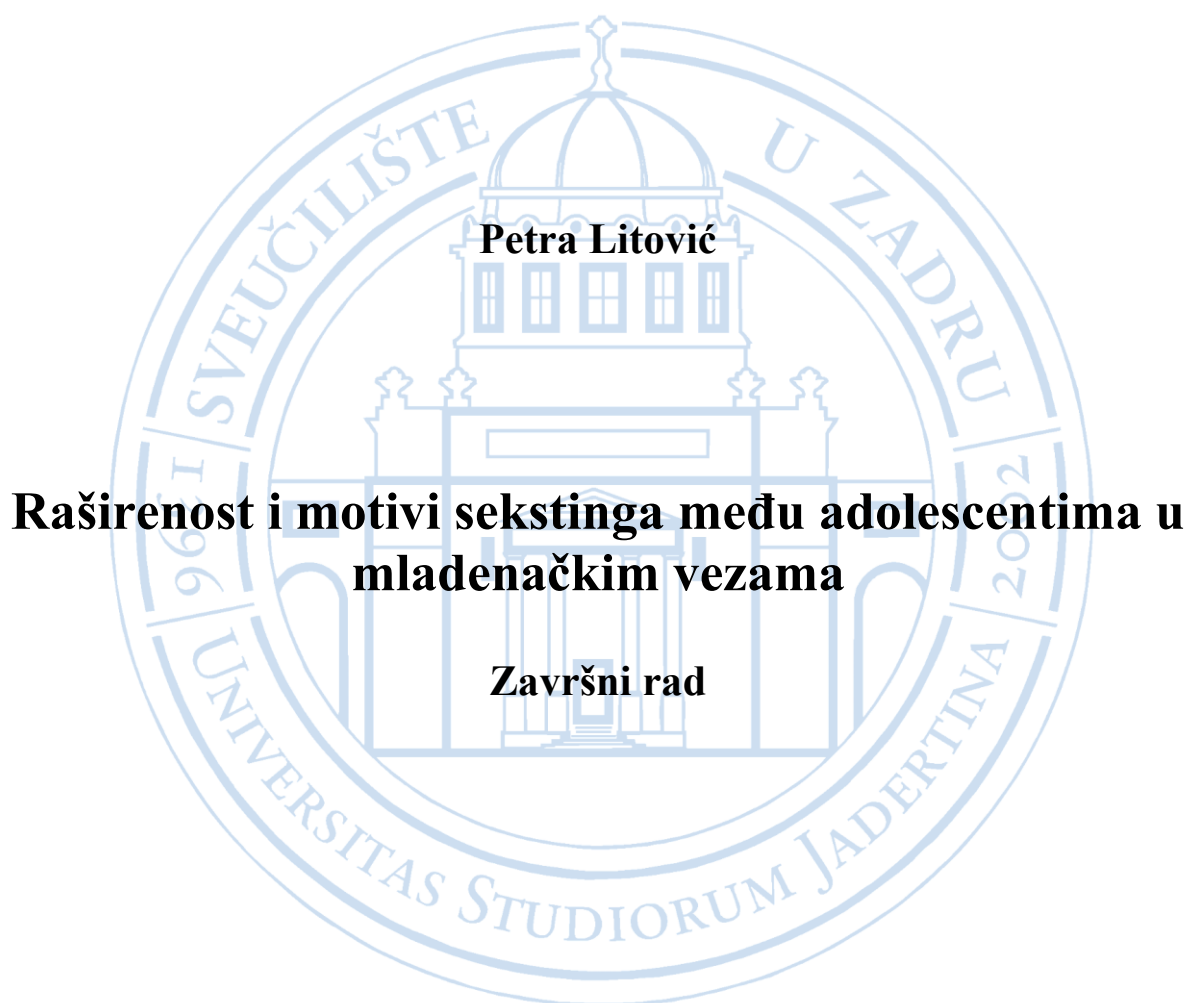 Petra Litović
Raširenost i motivi sekstinga među adolescentima u
mladenačkim vezama
Završni rad
SVEUČILIŠTE U ZADRU
1396
2002
UNIVERSITAS STUDIORUM JADERTINA